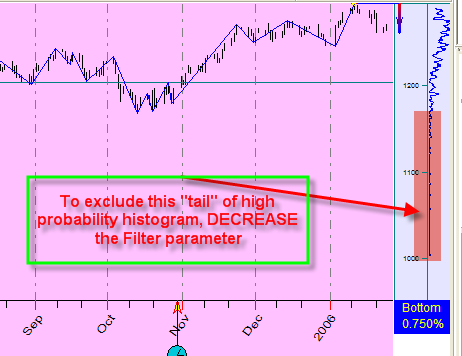 1200
1100
To exclude this "tail" of high
probability histogram, DECREASE
the Filter parameter
1000
Bottom
0.750%
Sep
Oct
Nov
Dec
2006